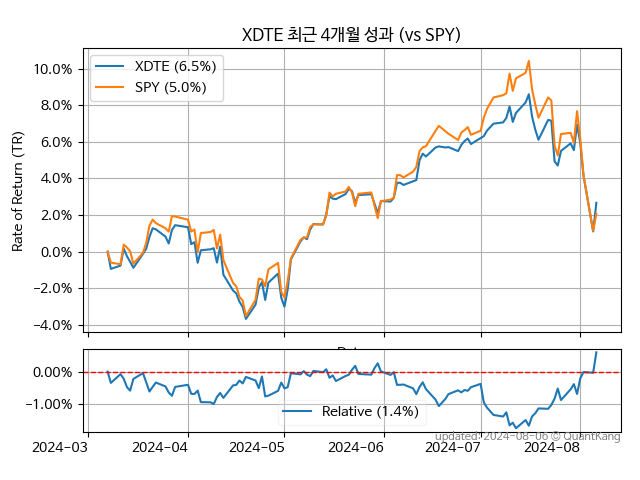 XDTE 최근 4개월 성과 (vs SPY)
XDTE (6.5%)
SPY (5.0%)
Rate of Return (TR)
10.0%
8.0%
6.0%
4.0%
2.0%
0.0%
−2.0%
−4.0%
0.00%
−1.00%
Relative (1.4%)
2024-03 2024-04 2024-05 2024-06 2024-07 2024-08
updated: 2024-08-06 © QuantKang